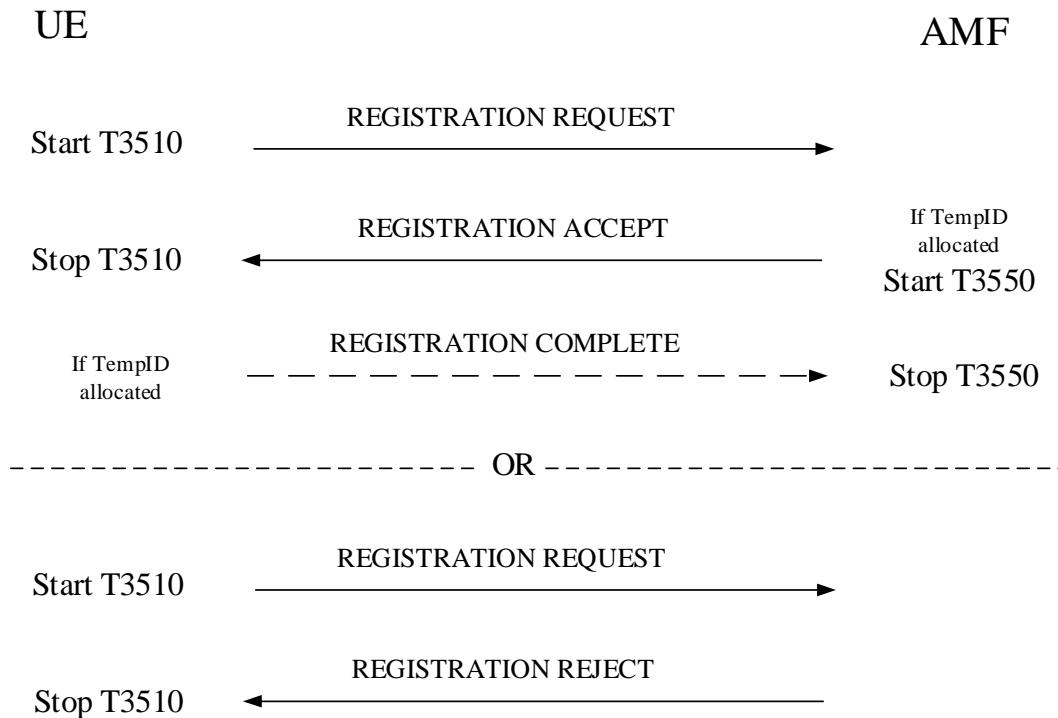 UE
AMF
REGISTRATION REQUEST
Start T3510
REGISTRATION ACCEPT
If TempID
allocated
Stop T3510
Start T3550
REGISTRATION COMPLETE
If TempID
allocated
Stop T3550
OR
REGISTRATION REQUEST
Start T3510
REGISTRATION REJECT
Stop T3510